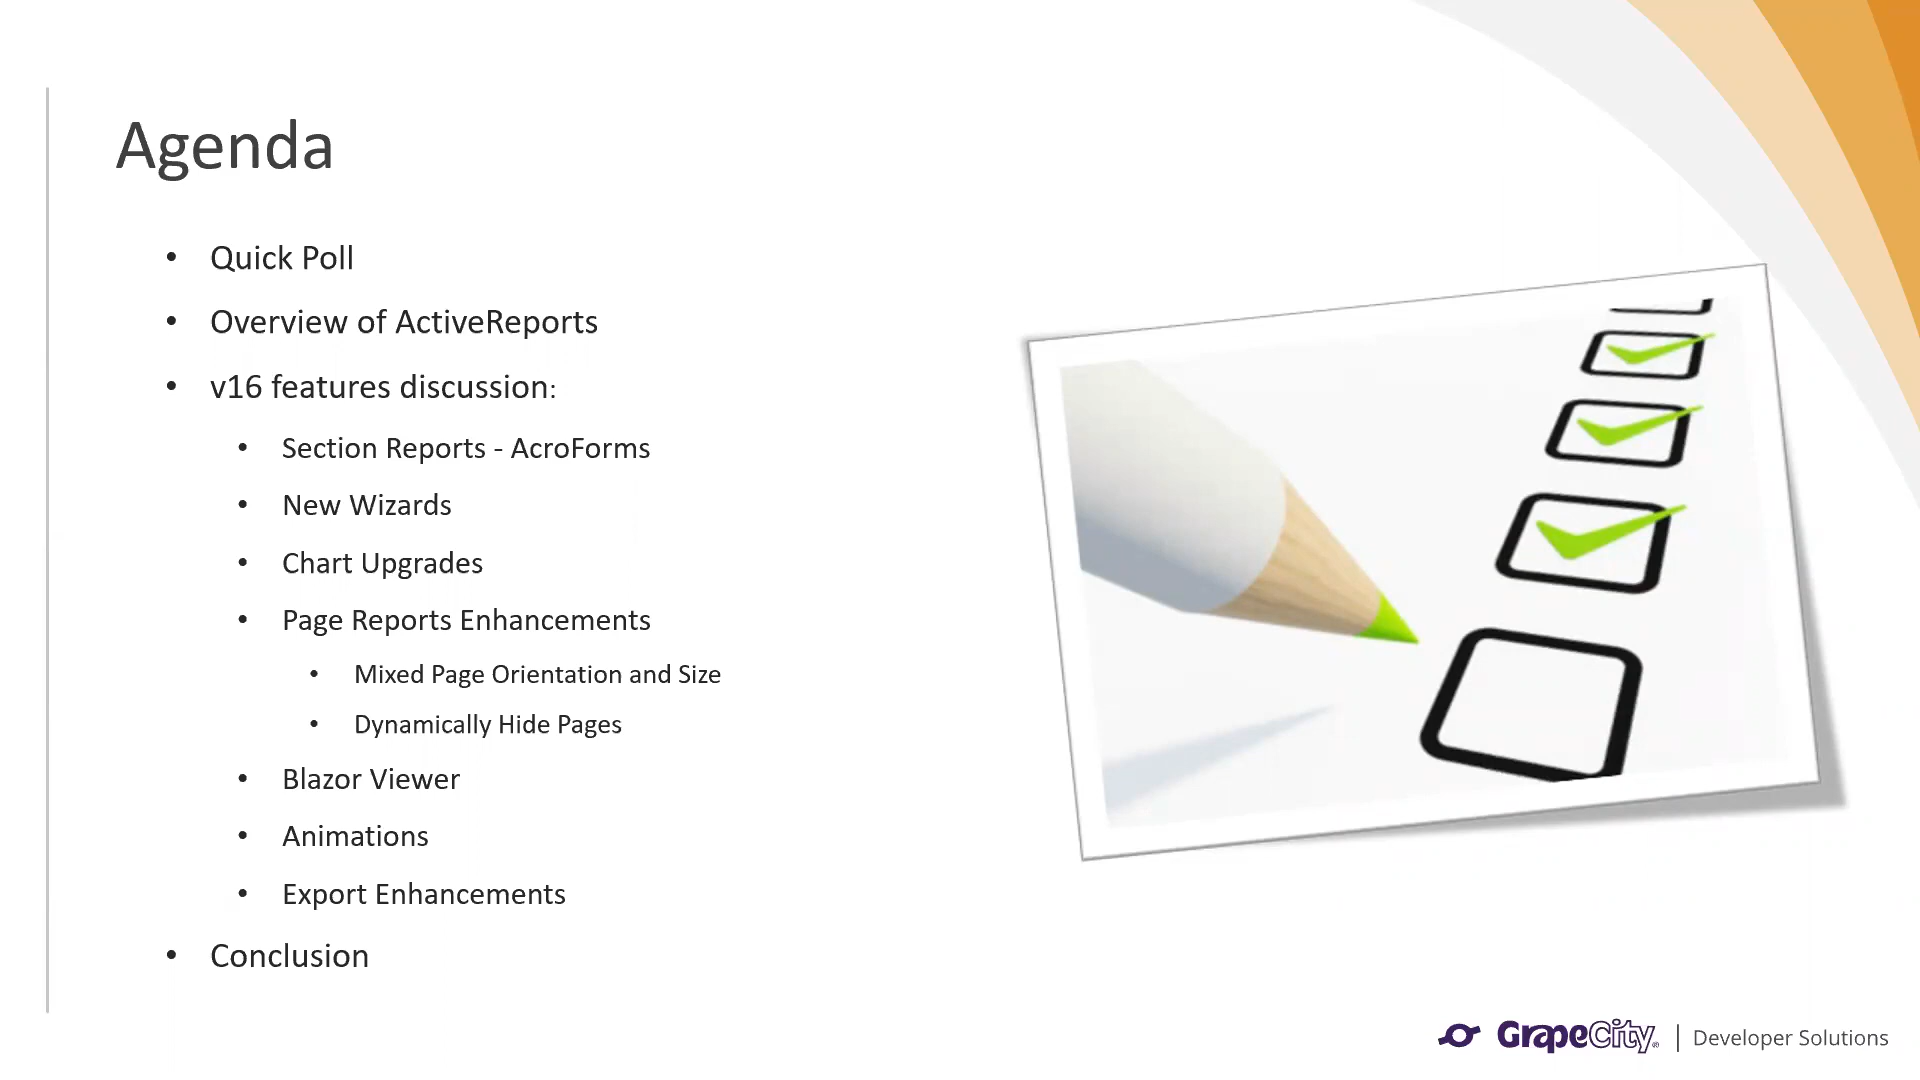 Agenda
• Quick Poll
• Overview of ActiveReports
• v16 features discussion:
• Section Reports - AcroForms
• New Wizards
• Chart Upgrades
• Page Reports Enhancements
• Mixed Page Orientation and Size
• Dynamically Hide Pages
• Blazor Viewer
• Animations
• Export Enhancements
• Conclusion
GrapeCity® | Developer Solutions